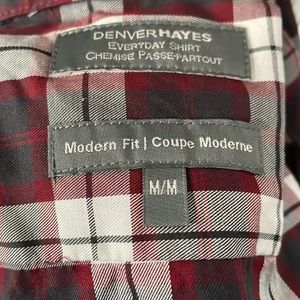 DENVER HAYES
EVERYDAY SHIRT
CHEMISE PASSE-PARTOUT
Modern Fit | Coupe Moderne
M/M